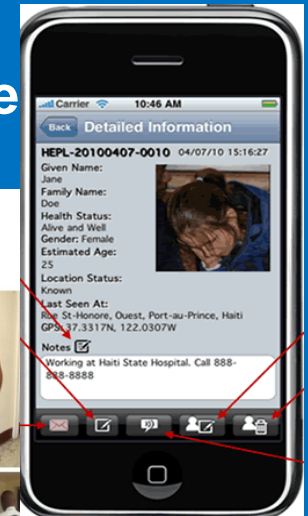 e
Carrier 10:46 AM
Back Detailed Information
HEPL-20100407-0010 04/07/10 15:16:27
Given Name:
Jane
Family Name:
Doe
Health Status:
Alive and Well
Gender: Female
Estimated Age:
25
Location Status:
Known
Last Seen At:
Rue St-Honore, Ouest, Port-au-Prince, Haiti
GPS: 37.3317N, 122.0307W
Notes
Working at Haiti State Hospital. Call 888-
888-8888